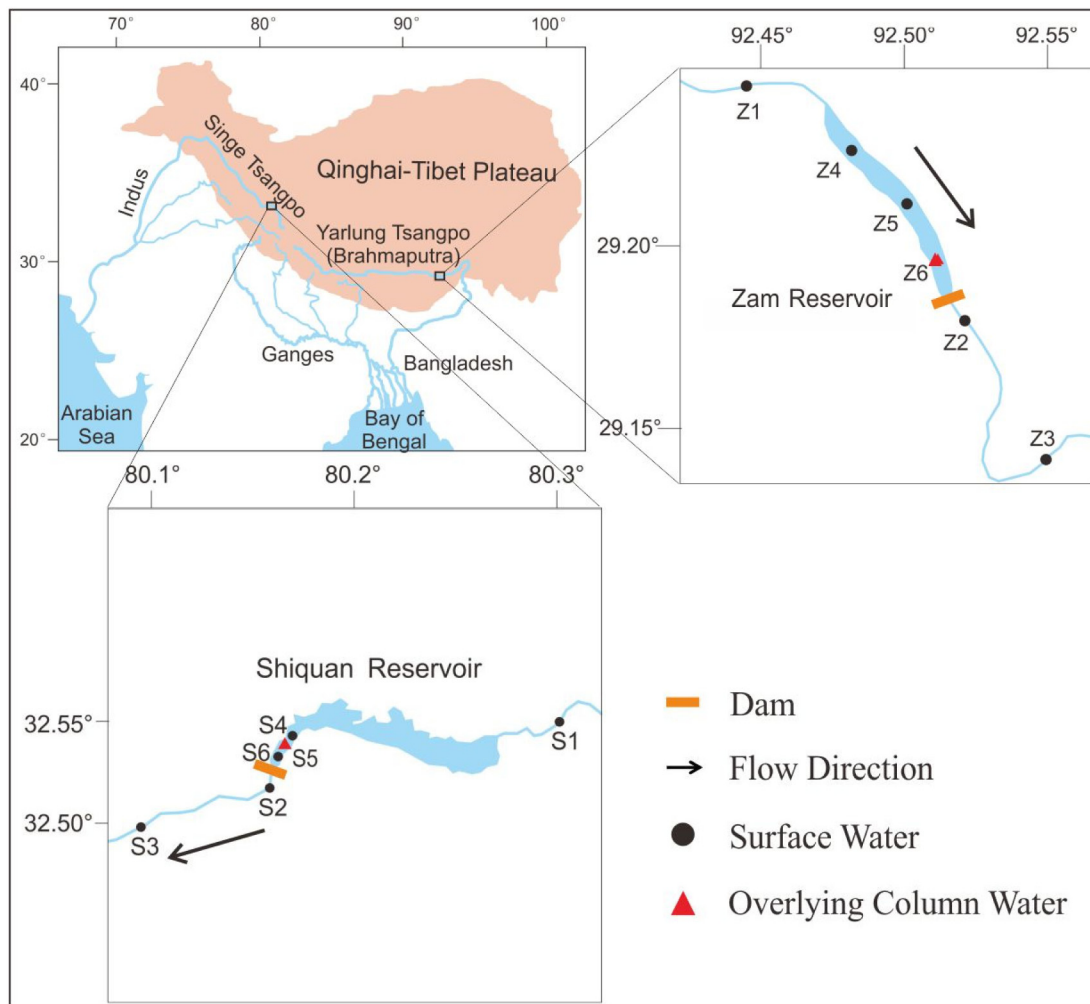 70° 80° 90° 100°
40°
30°
20°
Indus
Singe Tsangpo
Qinghai-Tibet Plateau
Yarlung Tsangpo
(Brahmaputra)
Ganges
Bangladesh
Arabian
Sea
Bay of
Bengal
92.45° 92.50° 92.55°
29.20°
29.15°
Z1
Z4
Z5
Z6
Zam Reservoir
Z2
Z3
80.1° 80.2° 80.3°
32.55°
32.50°
Shiquan Reservoir
S4
S1
S6
S5
S2
S3
Dam
Flow Direction
Surface Water
Overlying Column Water